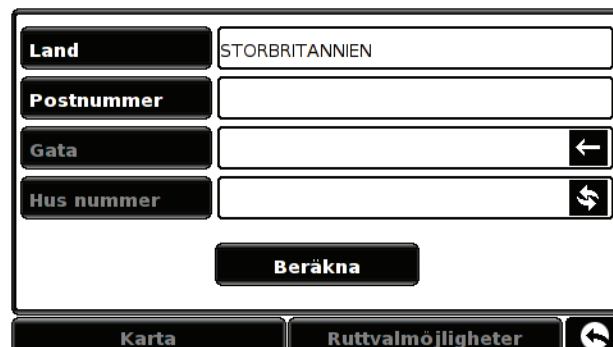 Land STORBRITANNIEN
Postnummer
Gata
Hus nummer
Beräkna
Karta Ruttvalmöjligheter